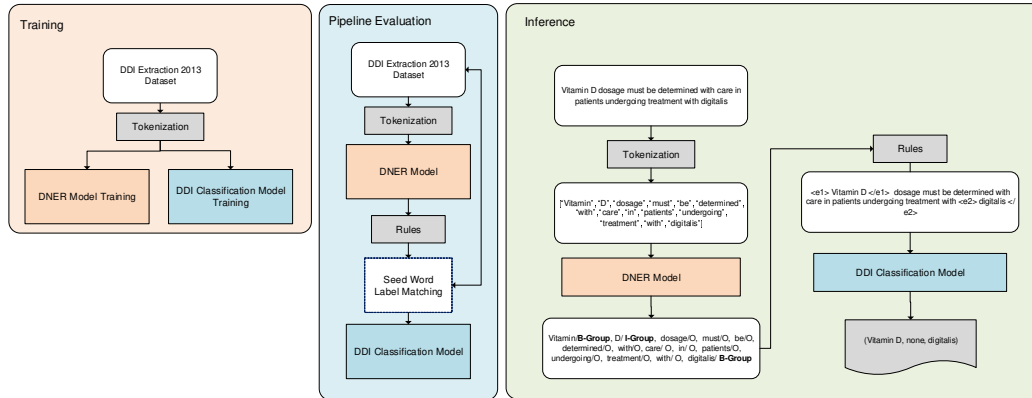 Training
DDI Extraction 2013
Dataset
Tokenization
DNER Model Training
DDI Classification Model
Training
Pipeline Evaluation
DDI Extraction 2013
Dataset
Tokenization
DNER Model
Rules
Seed Word
Label Matching
DDI Classification Model
Inference
Vitamin D dosage must be determined with care in
patients undergoing treatment with digitalis
Tokenization
["Vitamin", "D", "dosage", "must", "be", "determined",
"with", "care", "in", "patients", "undergoing",
"treatment", "with", "digitalis"]
DNER Model
Vitamin/B-Group, D/ I-Group, dosage/O, must/O, be/O,
determined/O, with/O, care/ O, in/ O, patients/O,
undergoing/O, treatment/O, with/ O, digitalis/ B-Group
Rules
<e1> Vitamin D </e1> dosage must be determined with
care in patients undergoing treatment with <e2> digitalis </
e2>
DDI Classification Model
(Vitamin D, none, digitalis)